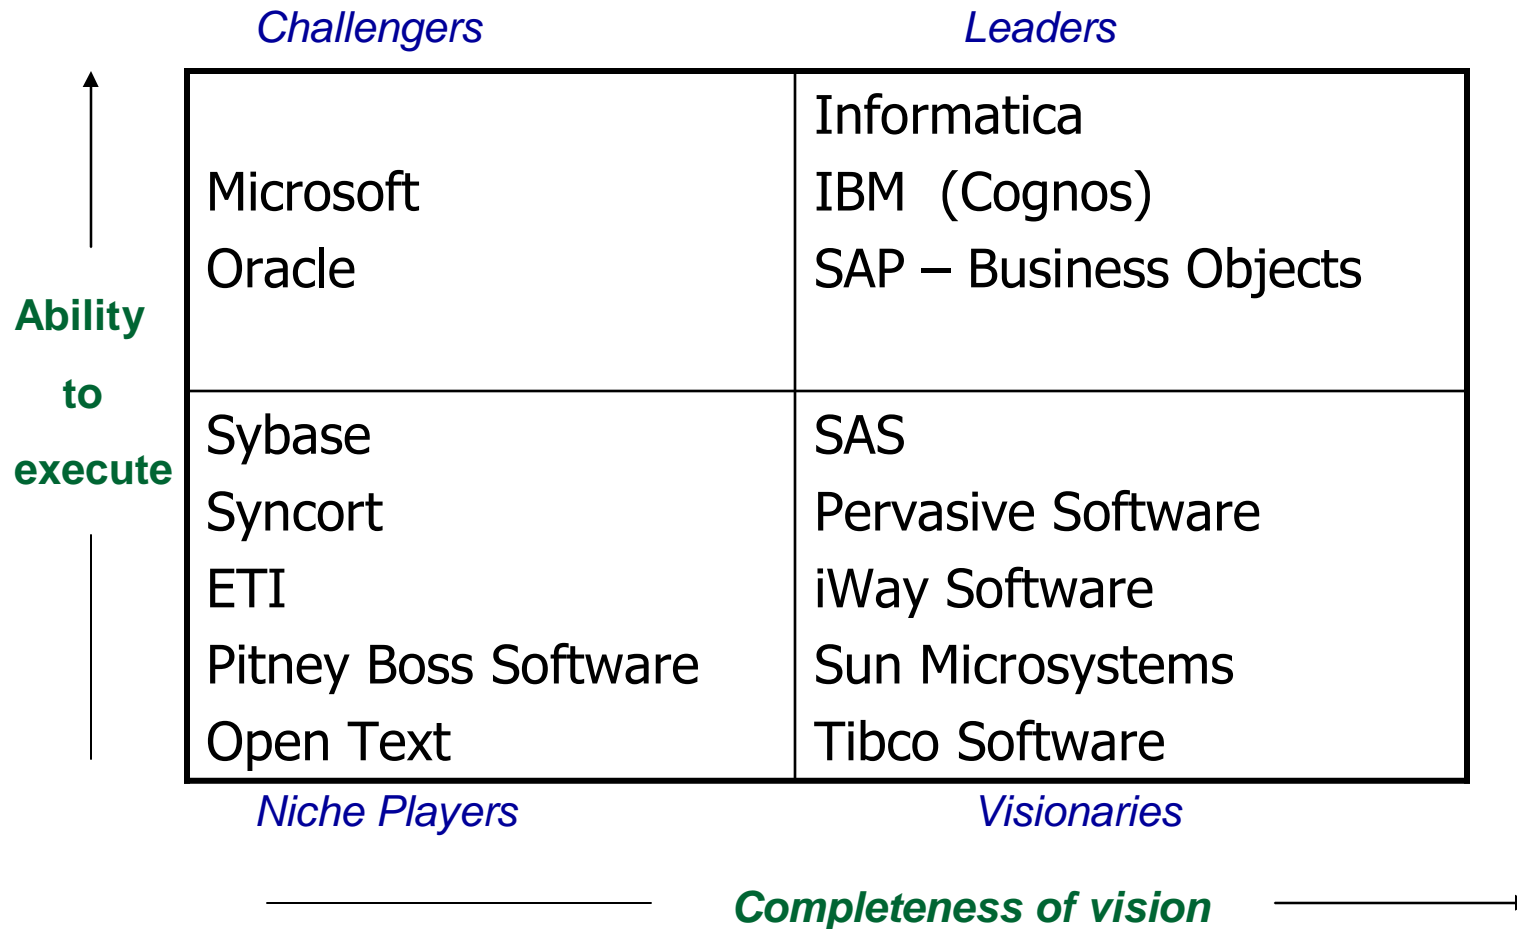 Challengers
Leaders
Informatica
Microsoft
IBM (Cognos)
Oracle
SAP – Business Objects
Ability
to
execute
Sybase
SAS
Syncort
Pervasive Software
ETI
iWay Software
Pitney Boss Software
Sun Microsystems
Open Text
Tibco Software
Niche Players
Visionaries
Completeness of vision